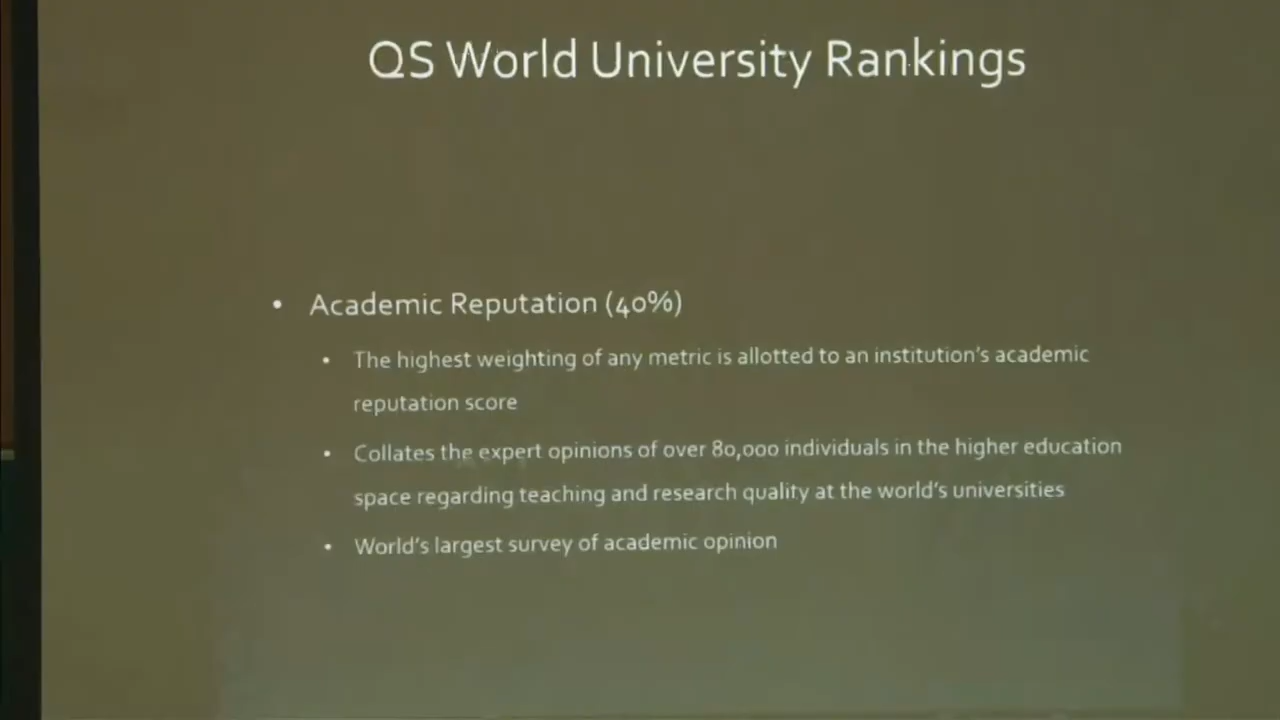 QS World University Rankings
• Academic Reputation (40%)
• The highest weighting of any metric is allotted to an institution's academic
reputation score
• Collates the expert opinions of over 80,000 individuals in the higher education
space regarding teaching and research quality at the world's universities
• World's largest survey of academic opinion